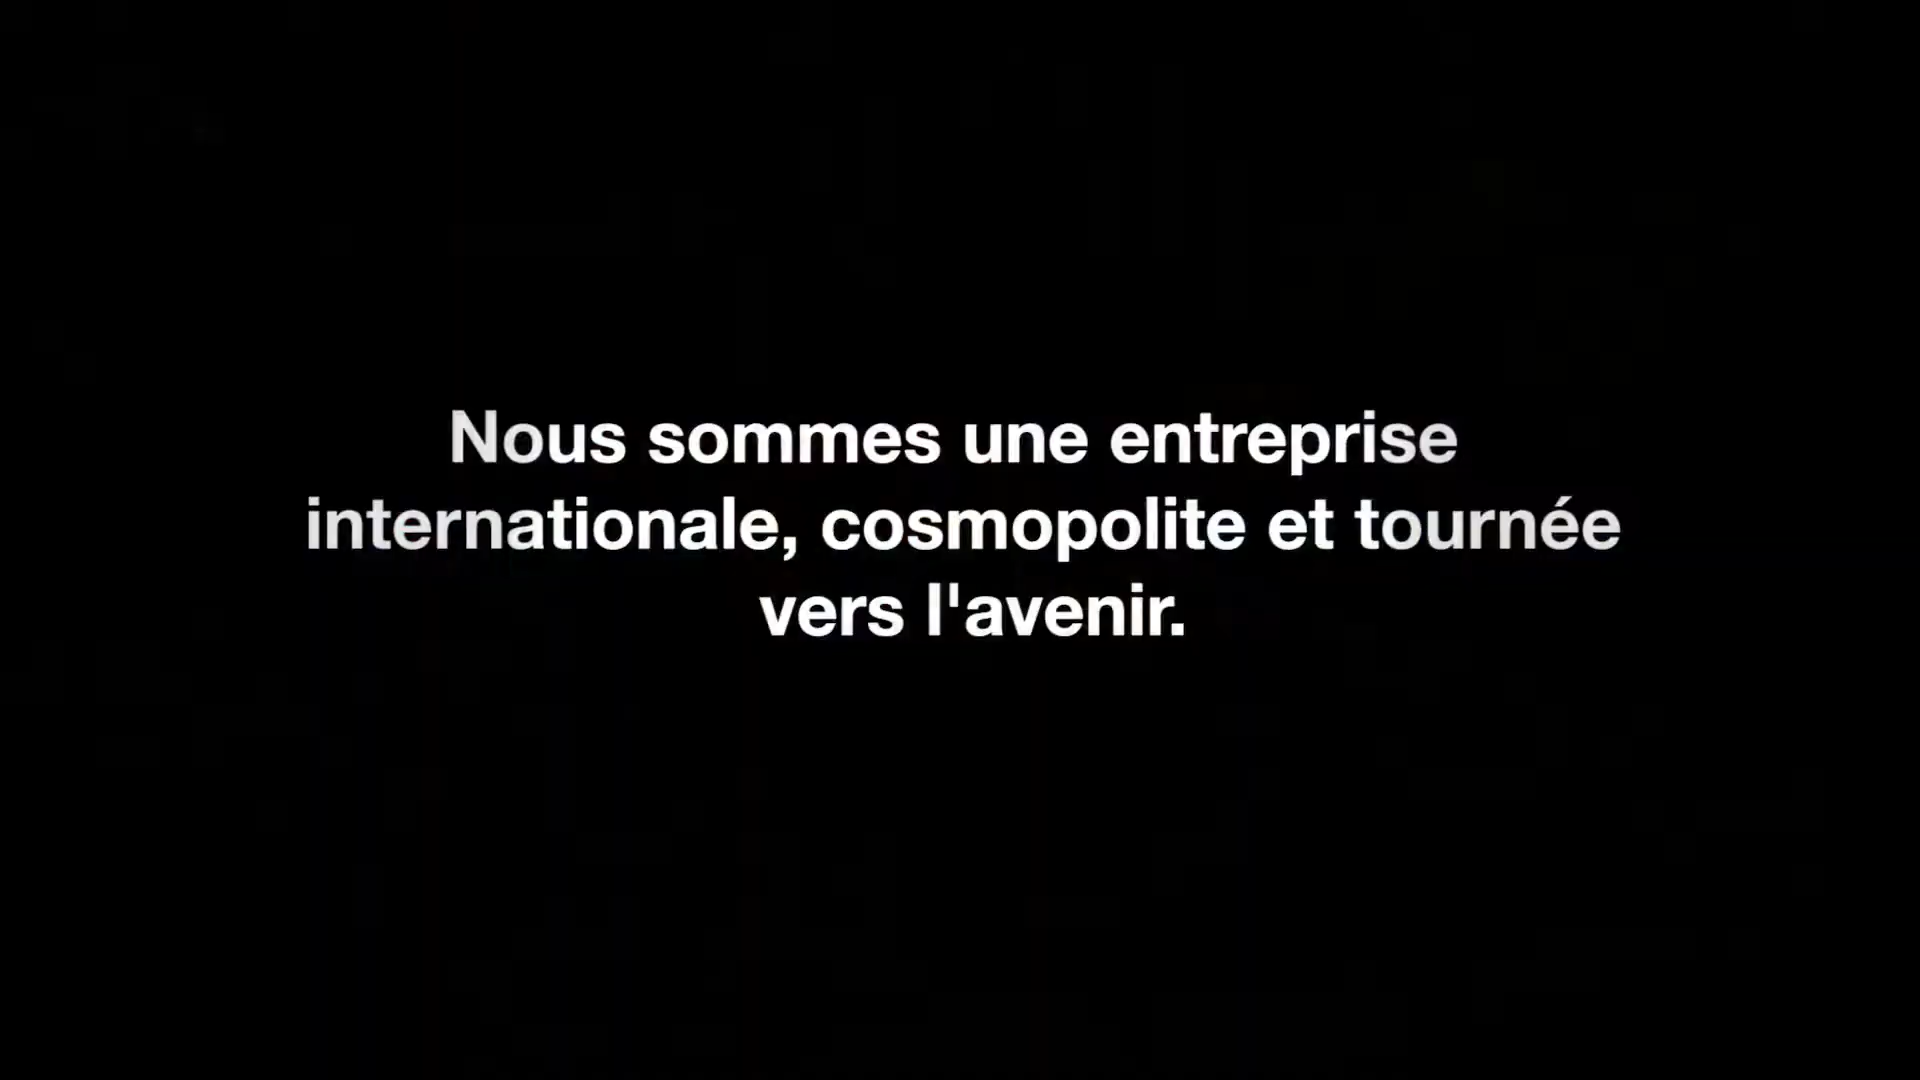 Nous sommes une entreprise
internationale, cosmopolite et tournée
vers l'avenir.